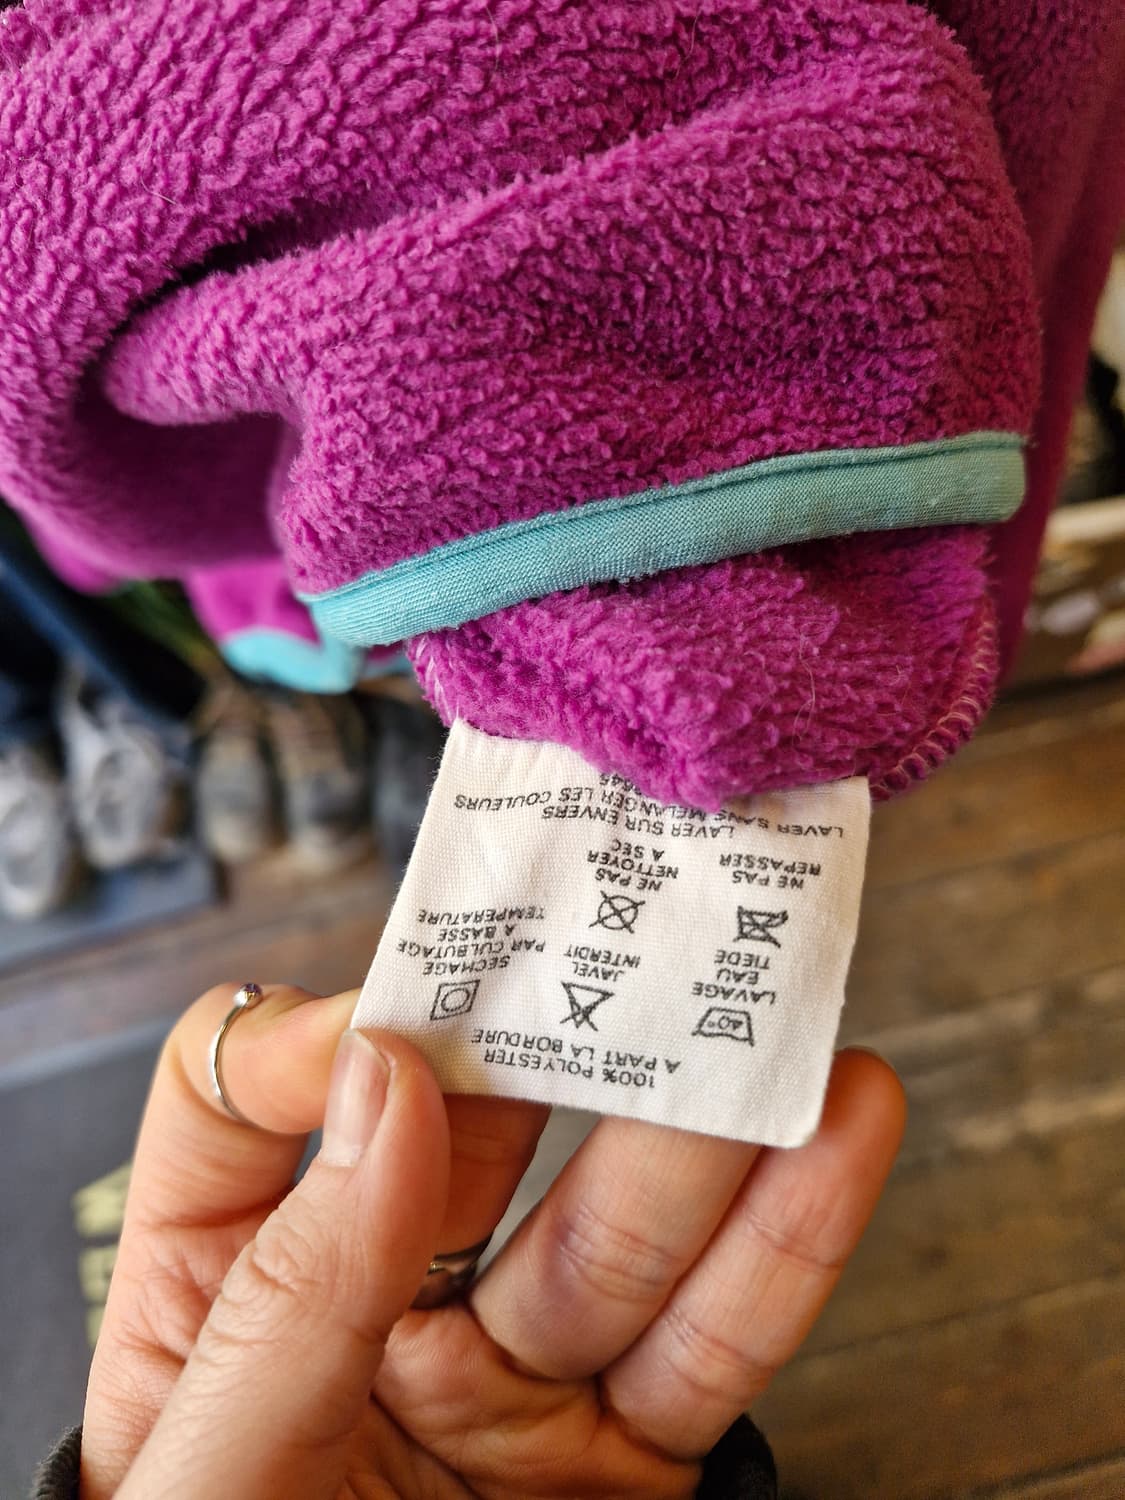 100% POLYESTER
A PART LA BORDURE
40°
LAVAGE
EAU
TIEDE
JAVEL
INTERDIT
SECHAGE
PAR CULBUTAGE
A BASSE
TEMPERATURE
NE PAS
REPASSER
NE PAS
NETTOYER
A SEC
LAVER SUR ENVERS
LAVER SANS MELANGER LES COULEURS